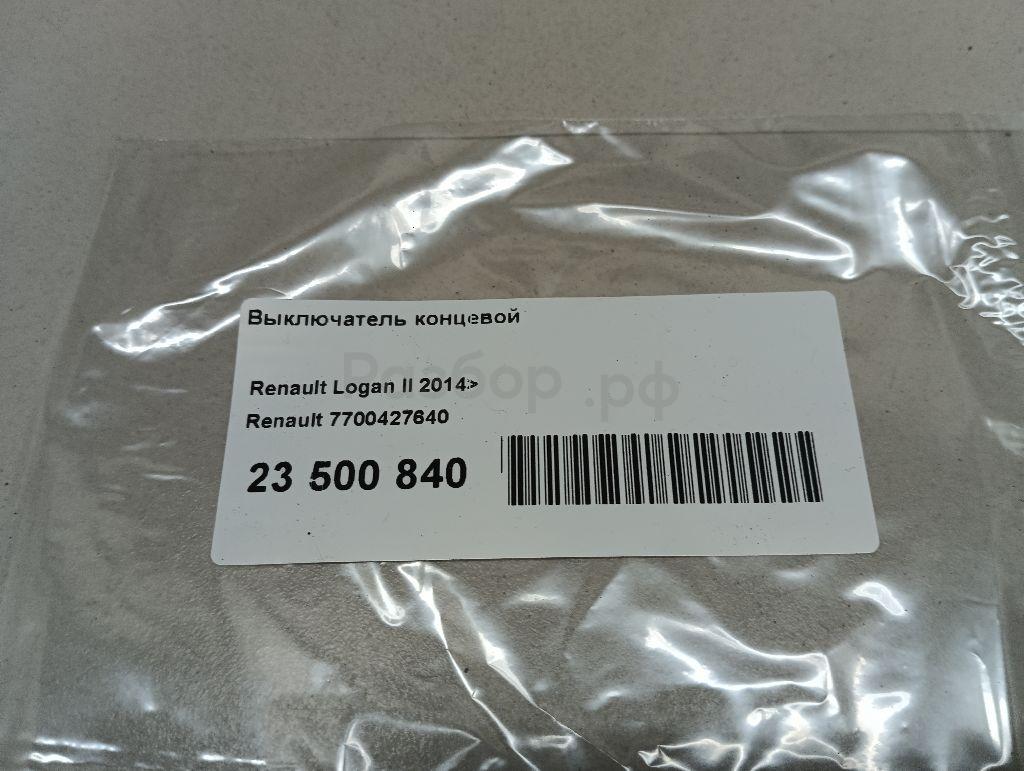 Выключатель концевой
Разбор.рф
Renault Logan II 2014>
Renault 7700427640
23 500 840